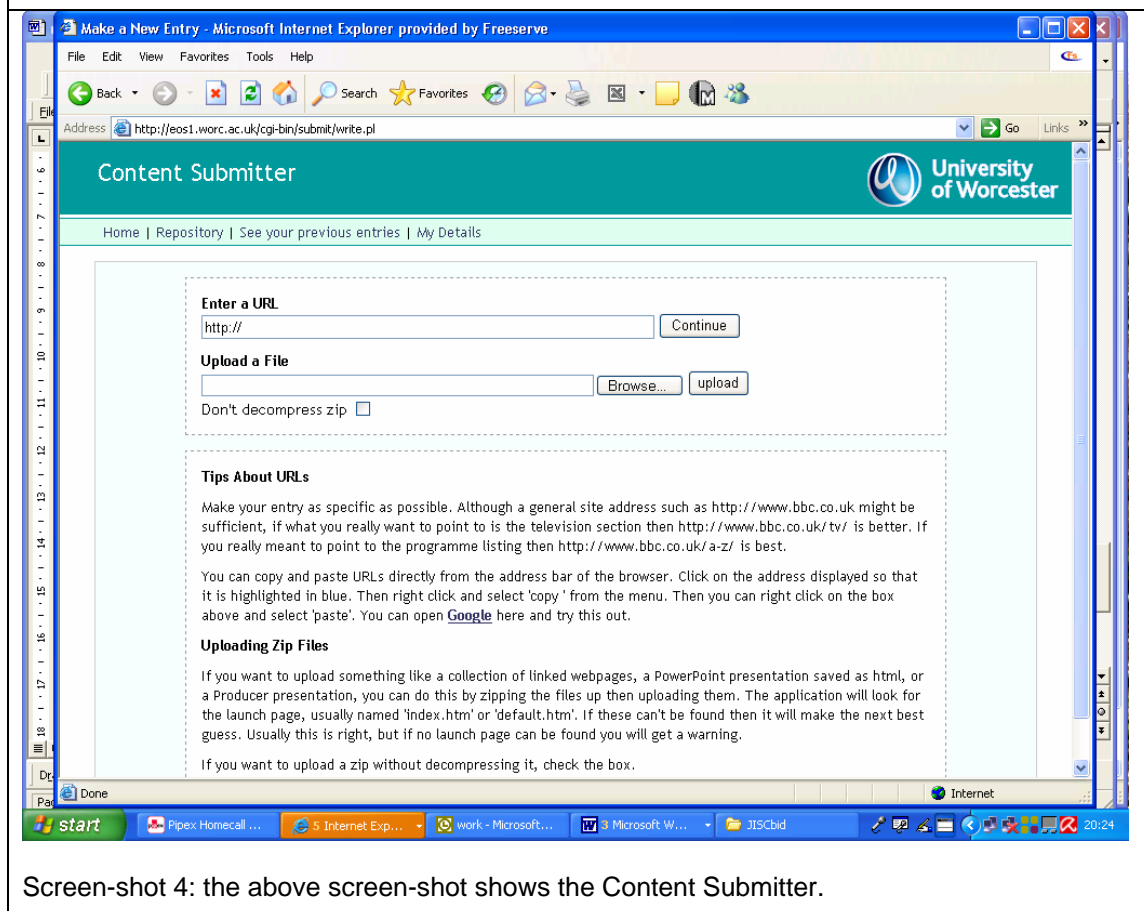 Make a New Entry - Microsoft Internet Explorer provided by Freeserve
File Edit View Favorites Tools Help
Back Search Favorites
File
Address http://eos1.worc.ac.uk/cgi-bin/submit/write.pl Go Links »
Content Submitter
University
of Worcester
Home | Repository | See your previous entries | My Details
Enter a URL
http:// Continue
Upload a File
Browse... upload
Don't decompress zip
Tips About URLs
Make your entry as specific as possible. Although a general site address such as http://www.bbc.co.uk might be
sufficient, if what you really want to point to is the television section then http://www.bbc.co.uk/tv/ is better. If
you really meant to point to the programme listing then http://www.bbc.co.uk/a-z/ is best.
You can copy and paste URLs directly from the address bar of the browser. Click on the address displayed so that
it is highlighted in blue. Then right click and select 'copy ' from the menu. Then you can right click on the box
above and select 'paste'. You can open Google here and try this out.
Uploading Zip Files
If you want to upload something like a collection of linked webpages, a PowerPoint presentation saved as html, or
a Producer presentation, you can do this by zipping the files up then uploading them. The application will look for
the launch page, usually named 'index.htm' or 'default.htm'. If these can't be found then it will make the next best
guess. Usually this is right, but if no launch page can be found you will get a warning.
If you want to upload a zip without decompressing it, check the box.
Done Internet
start Pipex Homecall ... 5 Internet Exp... work - Microsoft... 3 Microsoft W... JISCbid 20:24
Screen-shot 4: the above screen-shot shows the Content Submitter.